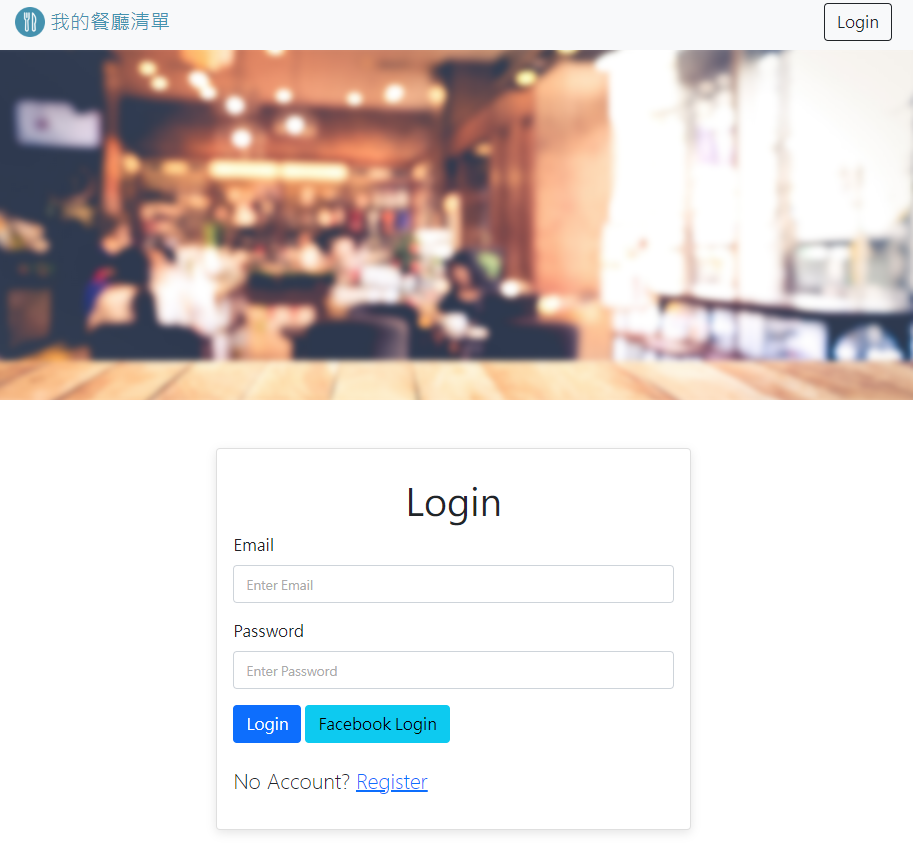 我的餐廳清單
Login
Login
Email
Enter Email
Password
Enter Password
Login
Facebook Login
No Account? Register